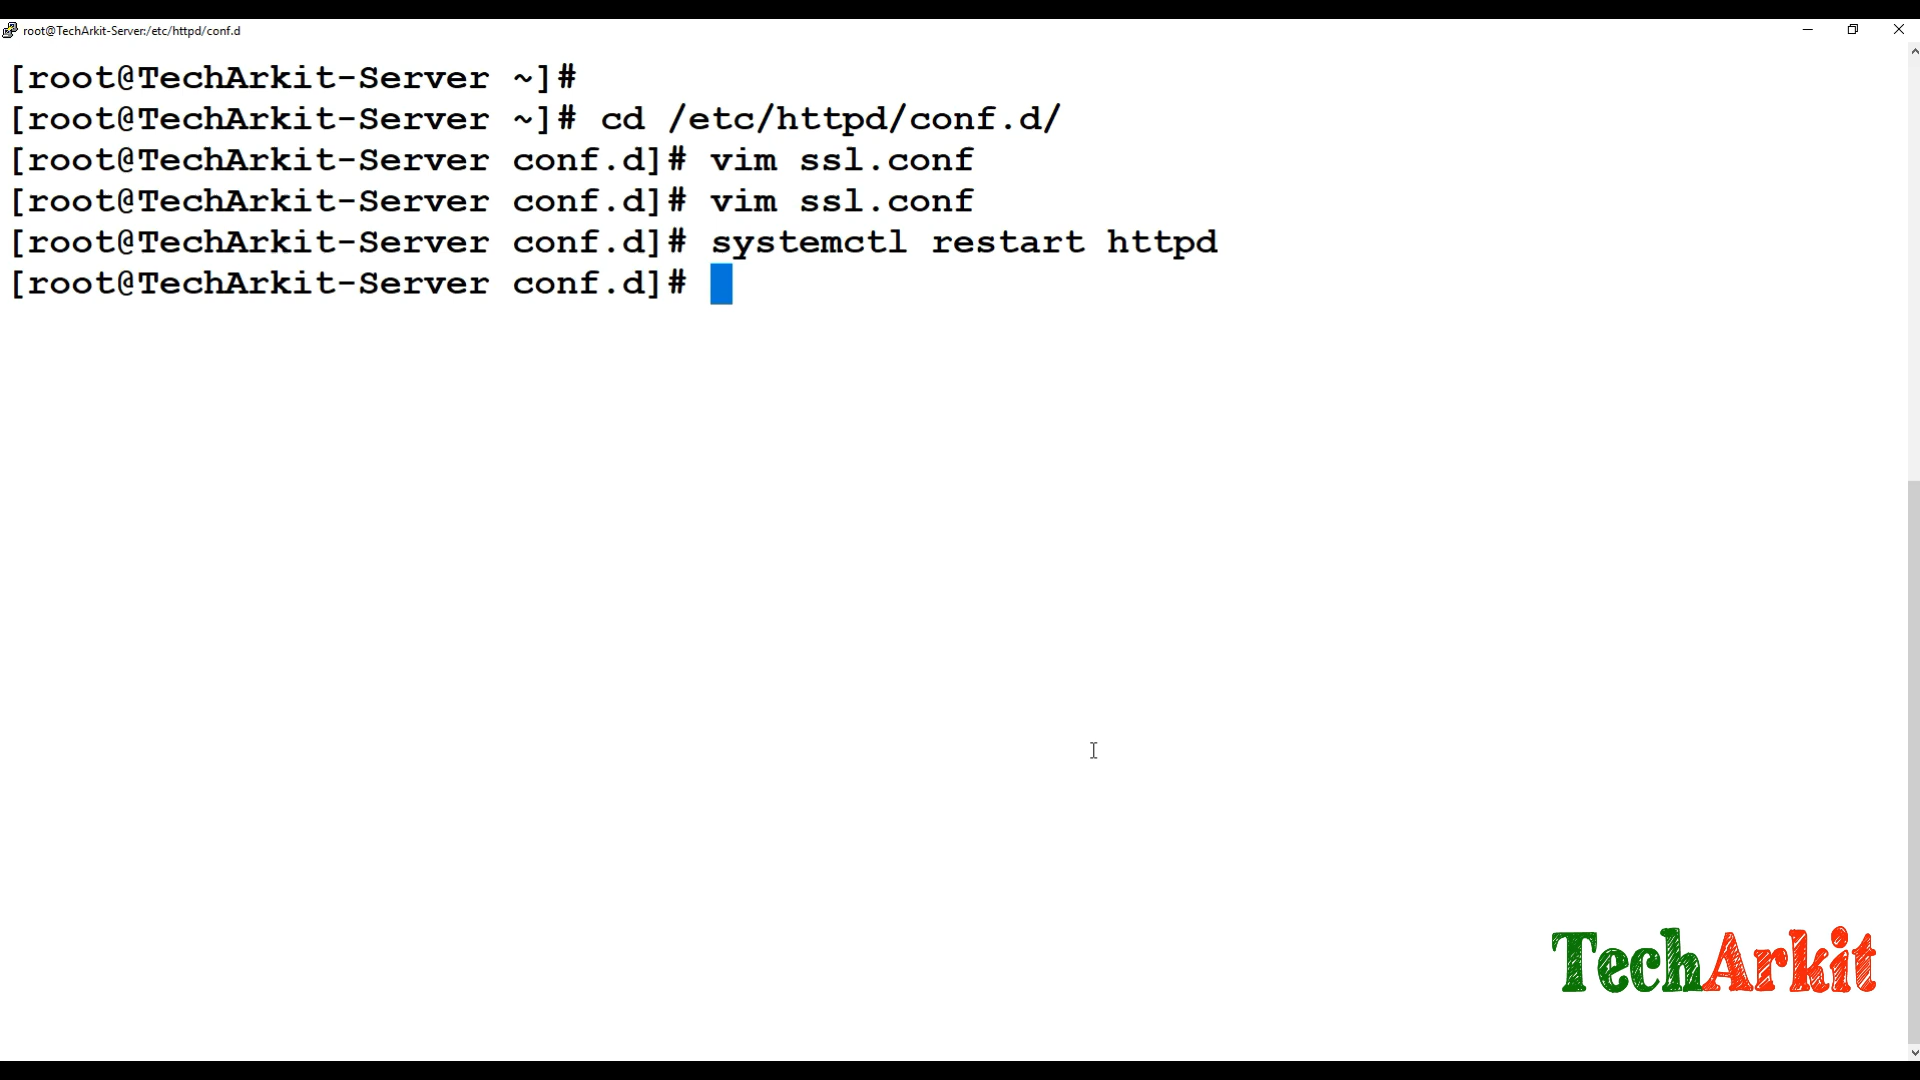 root@TechArkit-Server:/etc/httpd/conf.d
[root@TechArkit-Server ~]#
[root@TechArkit-Server ~]# cd /etc/httpd/conf.d/
[root@TechArkit-Server conf.d]# vim ssl.conf
[root@TechArkit-Server conf.d]# vim ssl.conf
[root@TechArkit-Server conf.d]# systemctl restart httpd
[root@TechArkit-Server conf.d]#
TechArkit